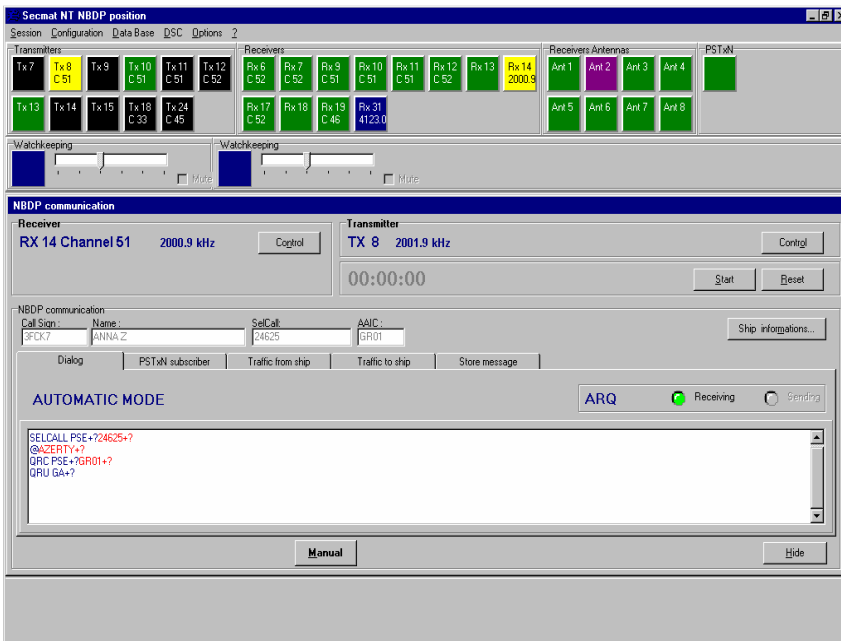 Secmat NT NBDP position
Session Configuration Data Base DSC Options ?
Transmitters Receivers Receivers Antennas PSTxN
Tx 7 Tx 8 Tx 9 Tx 10 Tx 11 Tx 12 Rx 6 Rx 7 Rx 9 Rx 10 Rx 11 Rx 12 Rx 13 Rx 14 Ant 1 Ant 2 Ant 3 Ant 4
C 51 C 51 C 51 C 52 C 52 C 52 C 51 C 51 C 51 C 52 2000.9
Tx 13 Tx 14 Tx 15 Tx 18 Tx 24 Rx 17 Rx 18 Rx 19 Rx 31 Ant 5 Ant 6 Ant 7 Ant 8
C 33 C 45 C 52 C 46 4123.0
Watchkeeping Watchkeeping
Mute Mute
NBDP communication
Receiver Transmitter
RX 14 Channel 51 2000.9 kHz Control TX 8 2001.9 kHz Control
00:00:00 Start Reset
NBDP communication
Call Sign : Name : SelCall: AAIC :
3FCK7 ANNA Z 24625 GR01 Ship informations...
Dialog PSTxN subscriber Traffic from ship Traffic to ship Store message
AUTOMATIC MODE ARQ Receiving Sending
SELCALL PSE+?24625+?
@AZERTY+?
QRC PSE+?GR01+?
QRU GA+?
Manual Hide